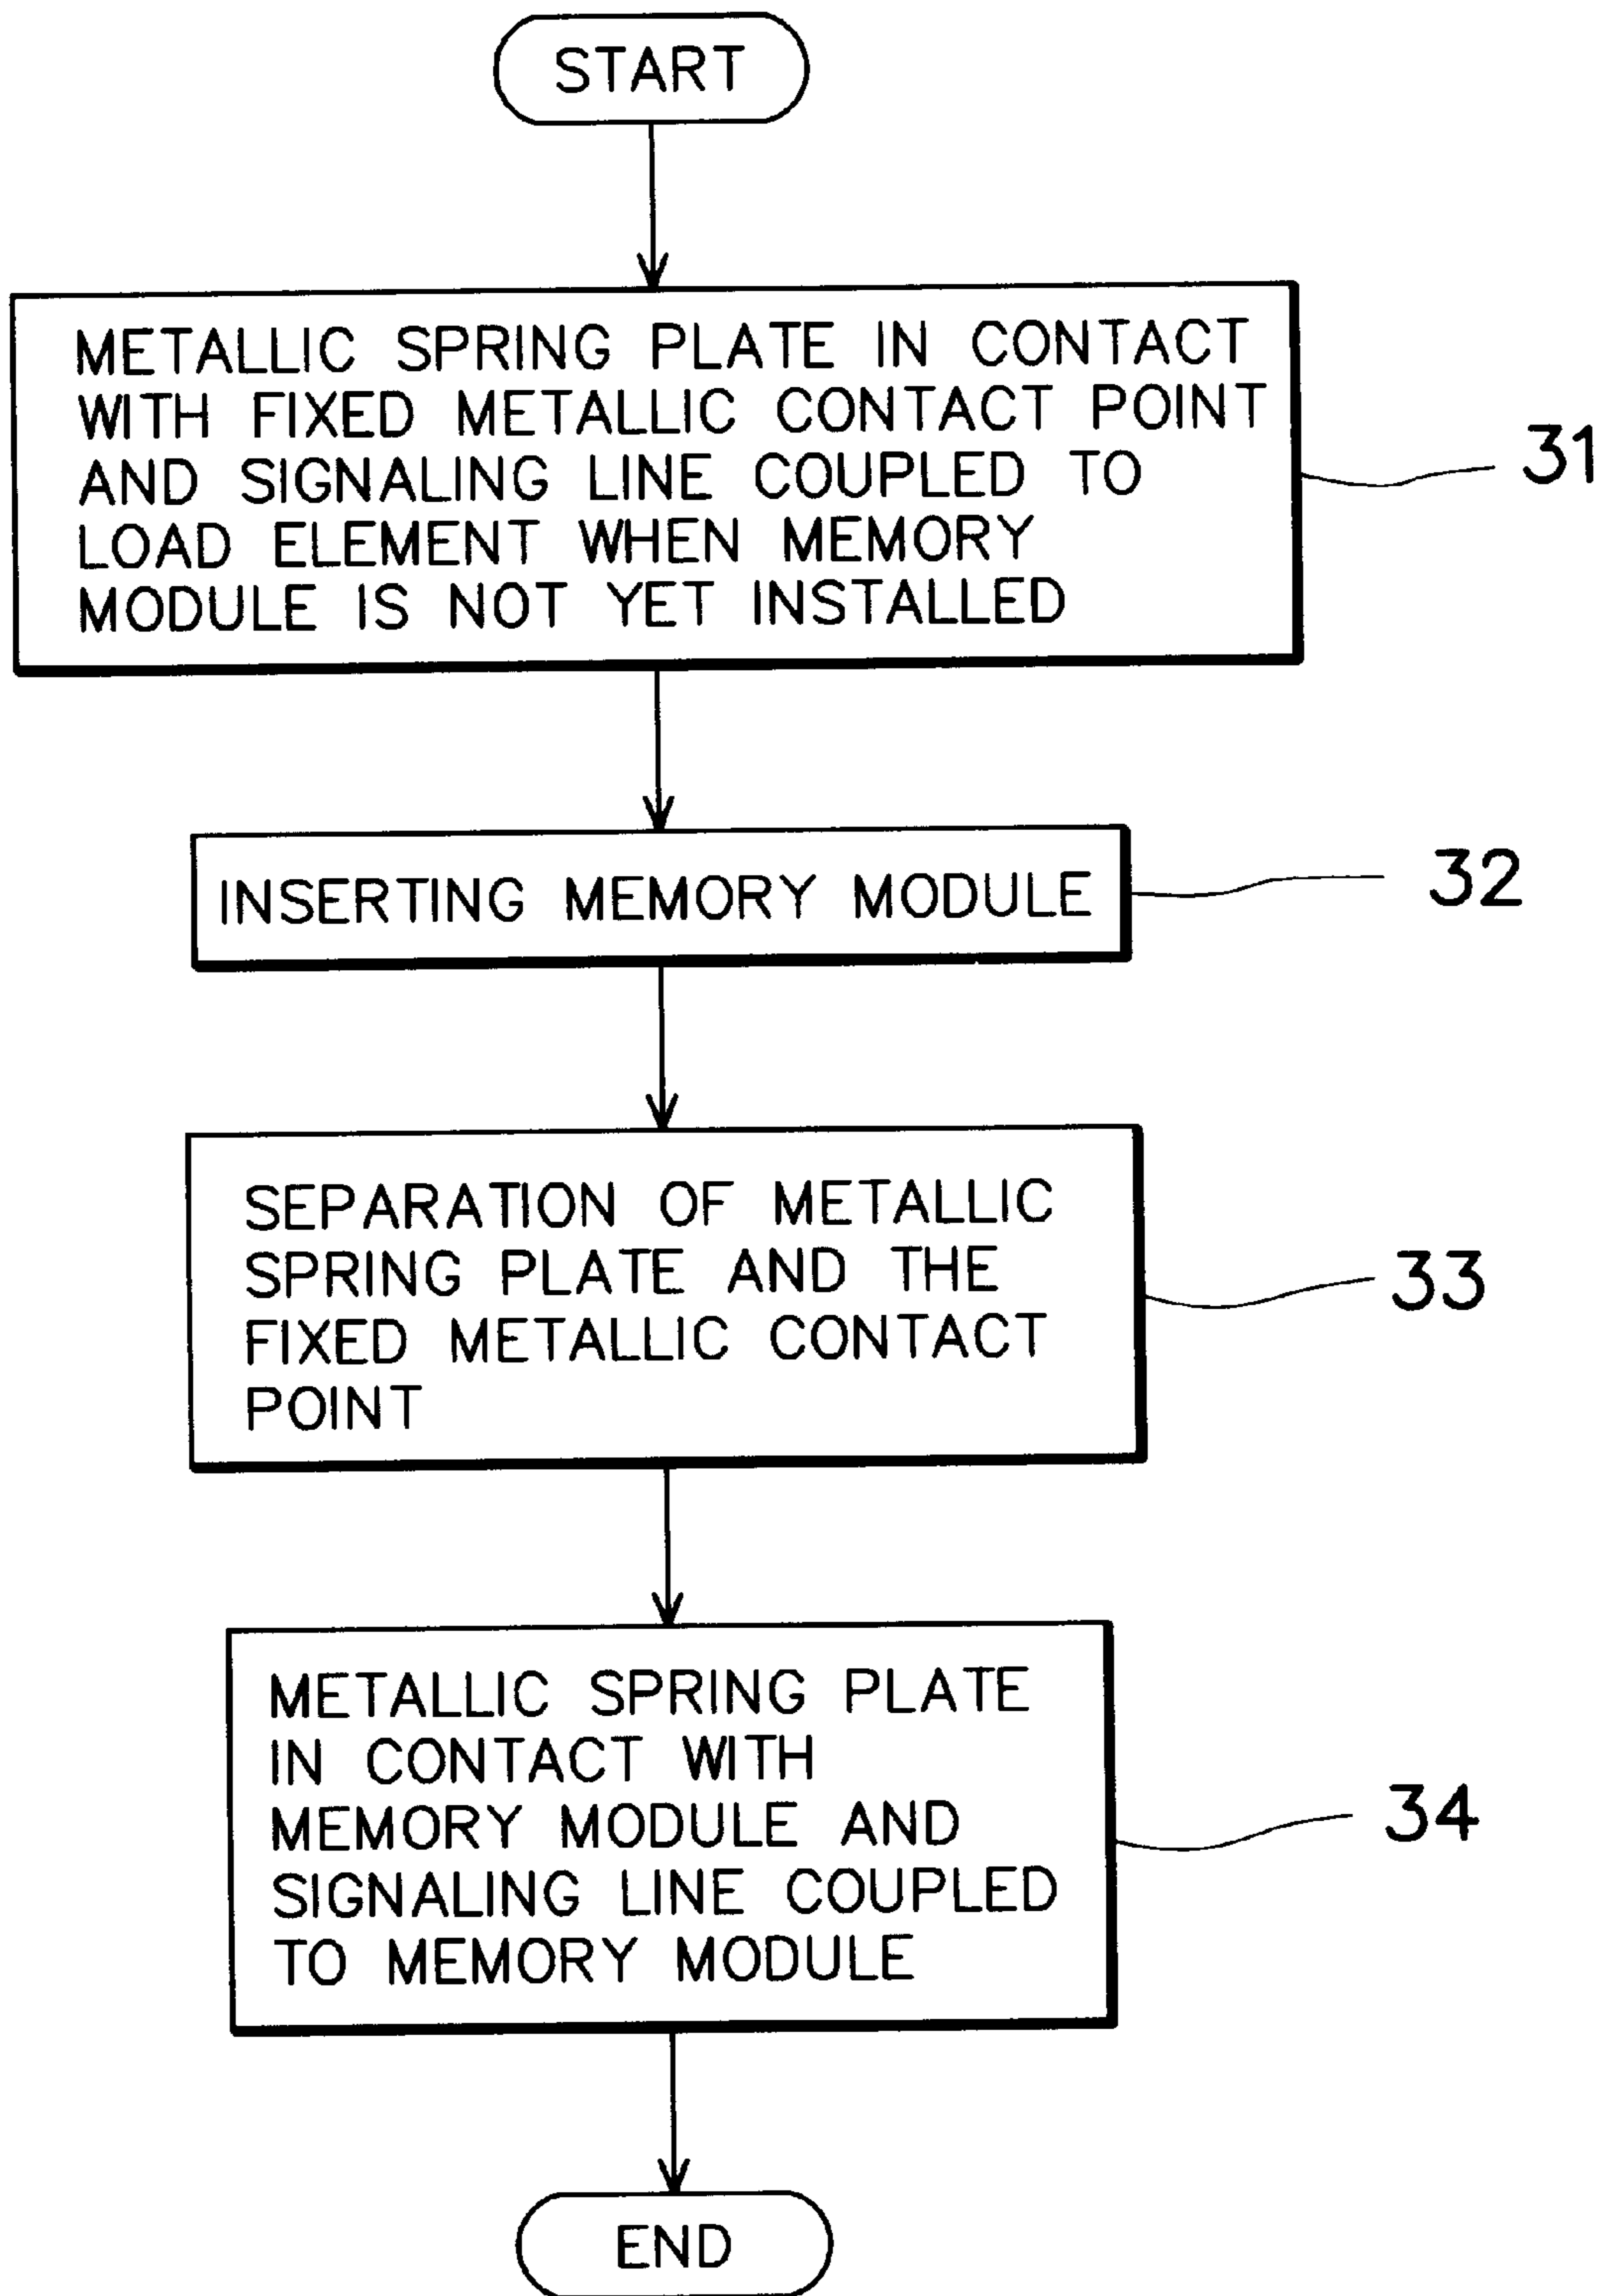 START
METALLIC SPRING PLATE IN CONTACT
WITH FIXED METALLIC CONTACT POINT
AND SIGNALING LINE COUPLED TO
LOAD ELEMENT WHEN MEMORY
MODULE IS NOT YET INSTALLED
31
INSERTING MEMORY MODULE
32
SEPARATION OF METALLIC
SPRING PLATE AND THE
FIXED METALLIC CONTACT
POINT
33
METALLIC SPRING PLATE
IN CONTACT WITH
MEMORY MODULE AND
SIGNALING LINE COUPLED
TO MEMORY MODULE
34
END